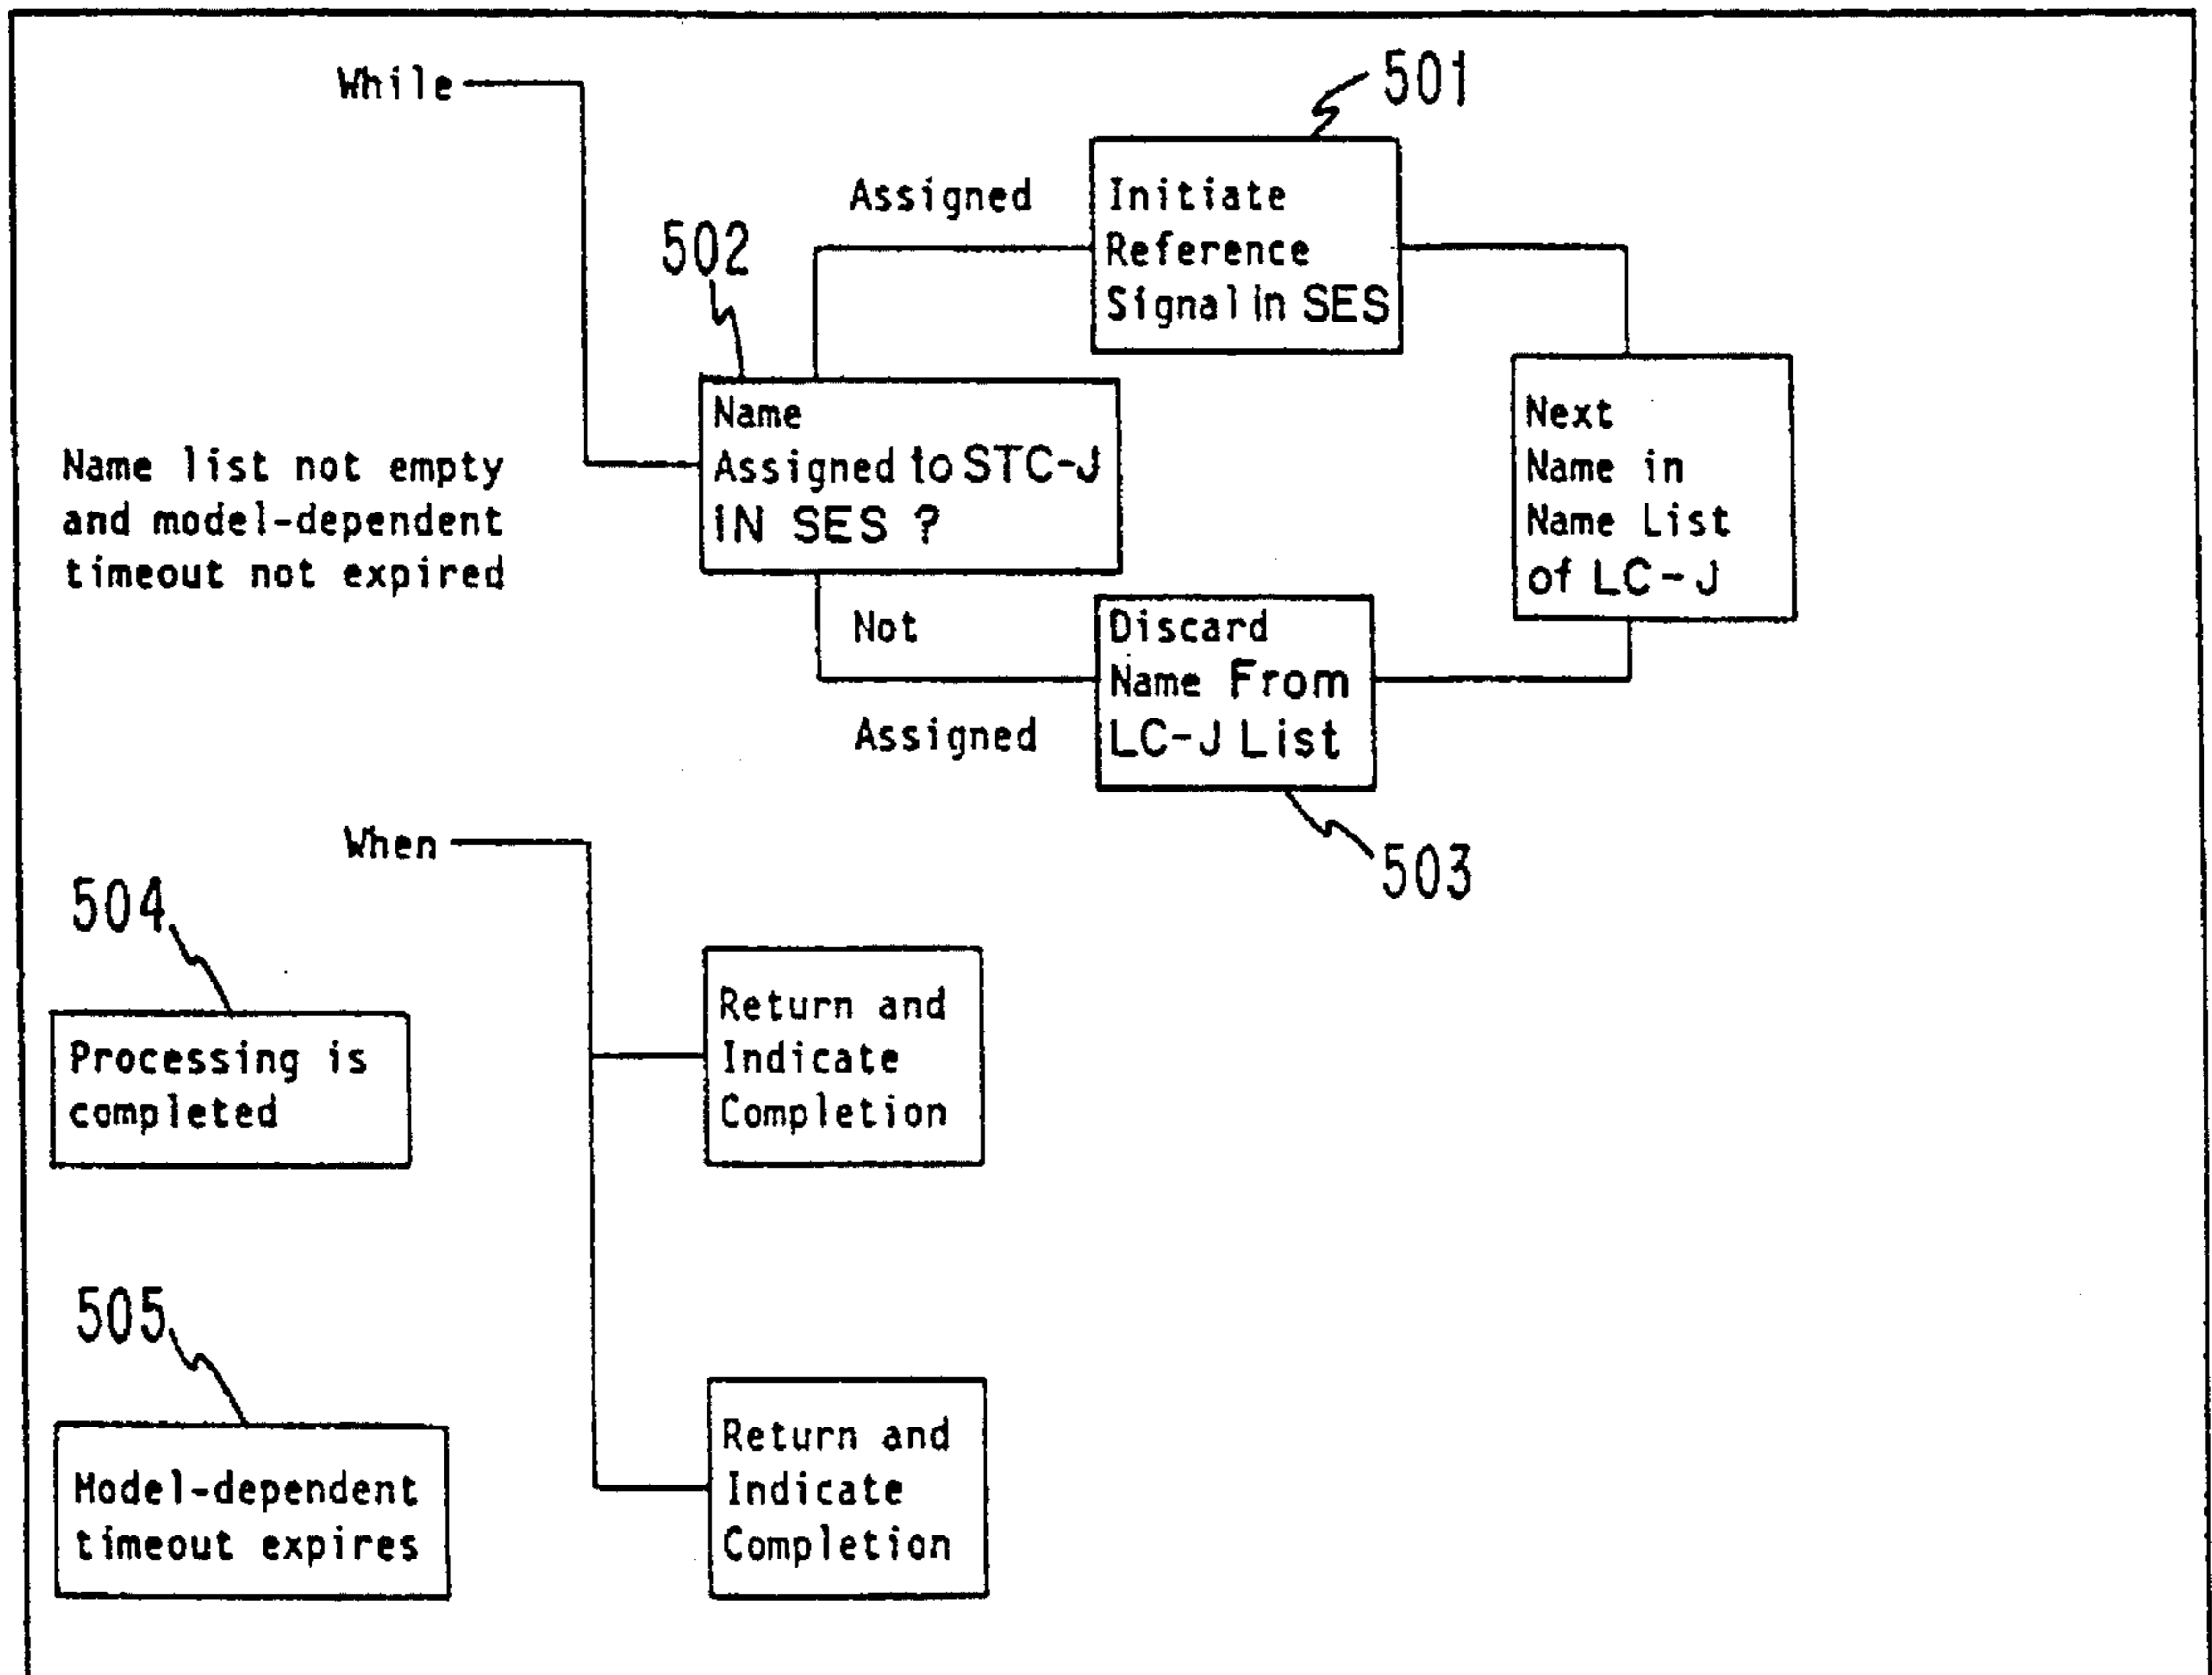 While
501
Assigned
Initiate
Reference
Signal in SES
502
Name
Assigned to STC-J
IN SES ?
Next
Name in
Name List
of LC-J
Name list not empty
and model-dependent
timeout not expired
Not
Assigned
Discard
Name From
LC-J List
503
When
504
Processing is
completed
Return and
Indicate
Completion
505
Model-dependent
timeout expires
Return and
Indicate
Completion